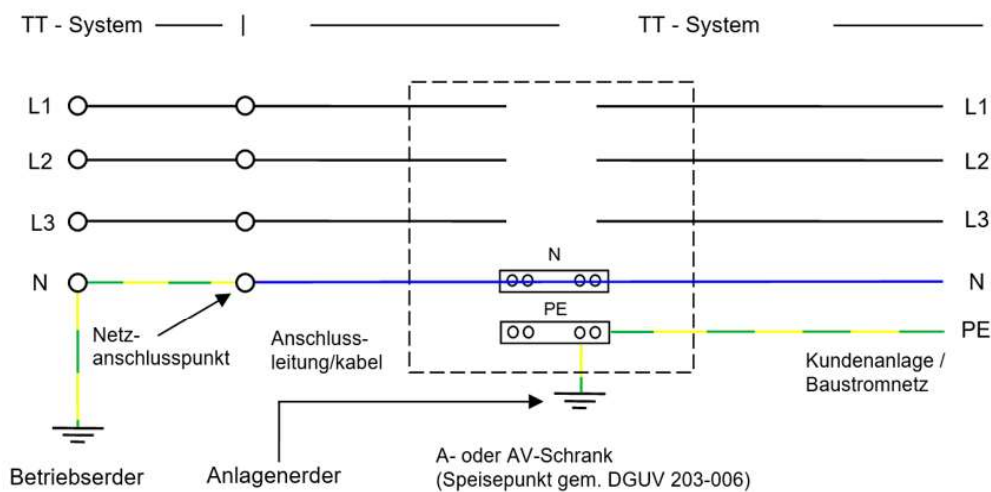 TT - System
TT - System
L1
L1
L2
L2
L3
L3
N
N
N
PE
PE
Netz-
anschlusspunkt
Anschluss-
leitung/kabel
Kundenanlage /
Baustromnetz
Betriebserder
Anlagenerder
A- oder AV-Schrank
(Speisepunkt gem. DGUV 203-006)